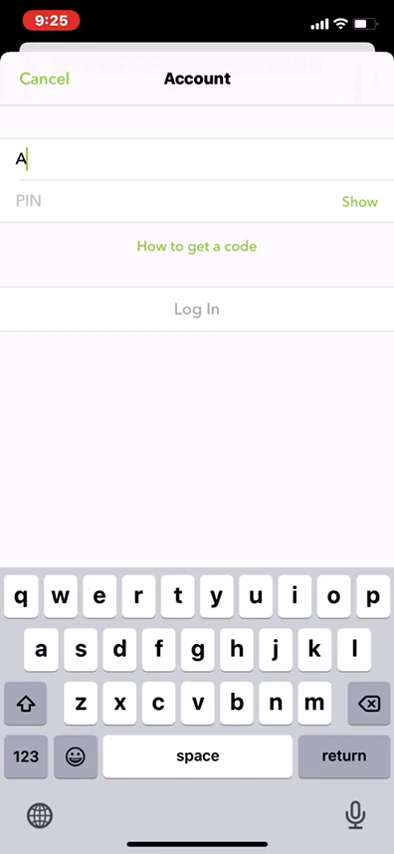 9:25
Cancel Account
A
PIN Show
How to get a code
Log In
q w e r t y u i o p
a s d f g h j k l
z x c v b n m
123 space return